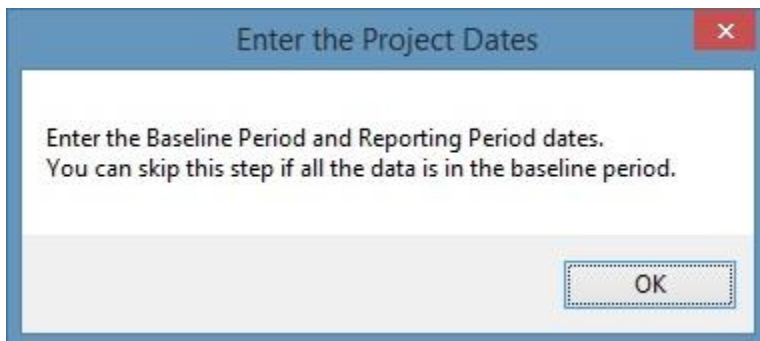 Enter the Project Dates
Enter the Baseline Period and Reporting Period dates.
You can skip this step if all the data is in the baseline period.
OK